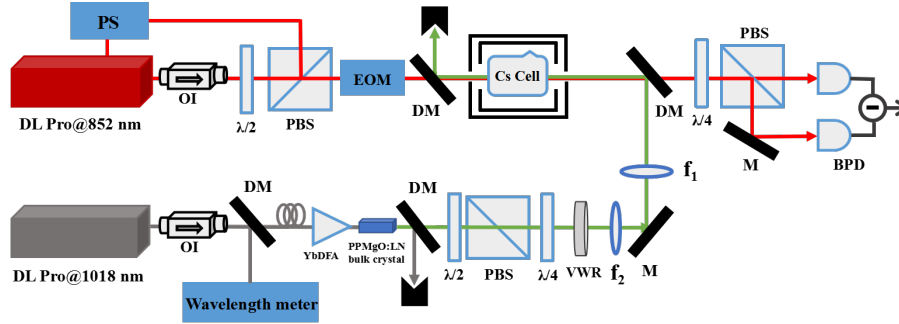 PS
PBS
OI
λ/2
PBS
EOM
DM
Cs Cell
DM
λ/4
M
BPD
DL Pro@852 nm
f1
DM
DM
OI
YbDFA
PPMgO:LN
bulk crystal
λ/2
PBS
λ/4
VWR
f2
M
DL Pro@1018 nm
Wavelength meter